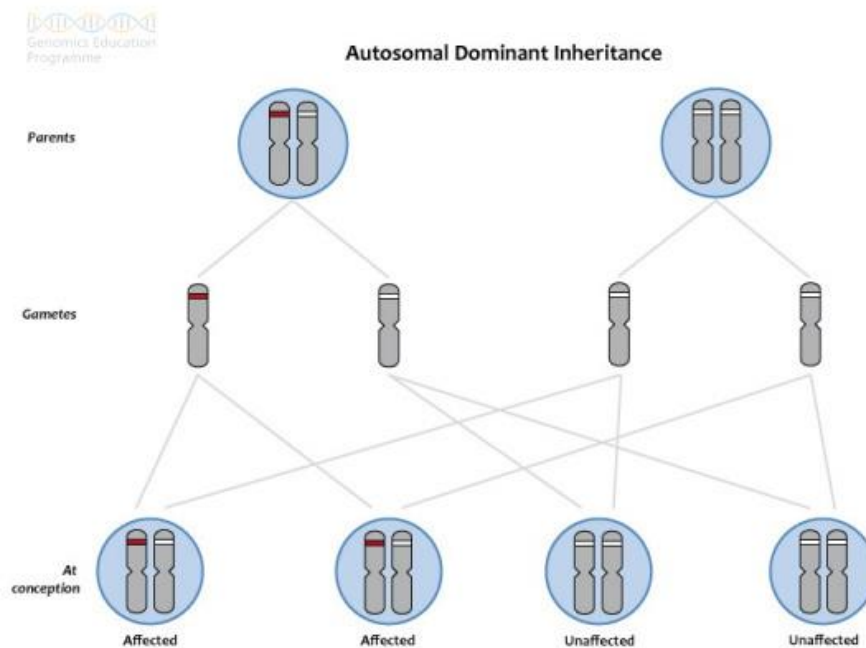 Genomics Education
Programme
Autosomal Dominant Inheritance
Parents
Gametes
At
conception
Affected
Affected
Unaffected
Unaffected